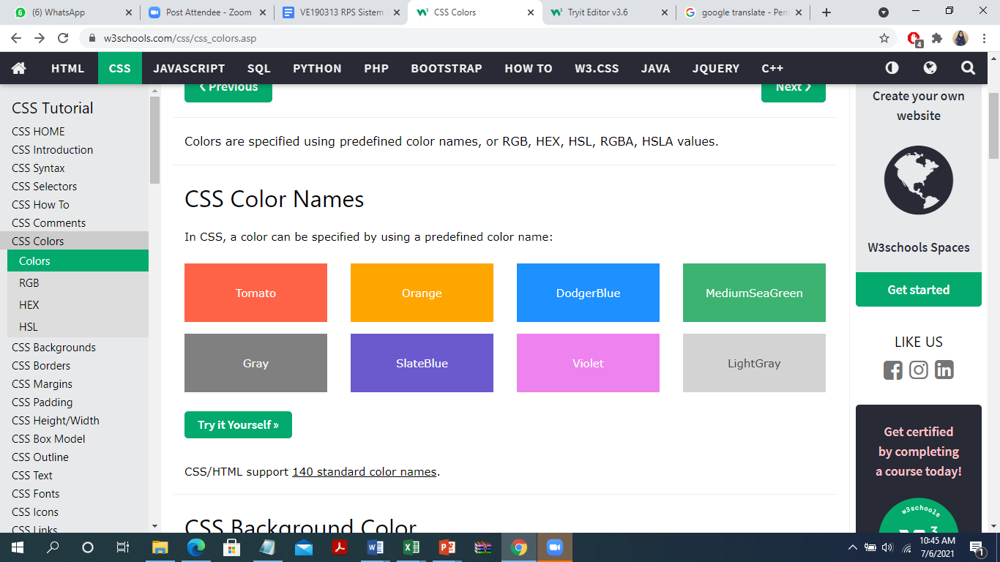 (6) WhatsApp
Post Attendee - Zoom
VE190313 RPS Sistem
CSS Colors
Tryit Editor v3.6
google translate - Pen
w3schools.com/css/css_colors.asp
4
HTML
CSS
JAVASCRIPT
SQL
PYTHON
PHP
BOOTSTRAP
HOW TO
W3.CSS
JAVA
JQUERY
C++
CSS Tutorial
CSS HOME
CSS Introduction
CSS Syntax
CSS Selectors
CSS How To
CSS Comments
CSS Colors
Colors
RGB
HEX
HSL
CSS Backgrounds
CSS Borders
CSS Margins
CSS Padding
CSS Height/Width
CSS Box Model
CSS Outline
CSS Text
CSS Fonts
CSS Icons
CSS Links
❮ Previous
Next ❯
Colors are specified using predefined color names, or RGB, HEX, HSL, RGBA, HSLA values.
CSS Color Names
In CSS, a color can be specified by using a predefined color name:
Tomato
Orange
DodgerBlue
MediumSeaGreen
Gray
SlateBlue
Violet
LightGray
Try it Yourself »
CSS/HTML support 140 standard color names.
CSS Background Color
Create your own
website
W3schools Spaces
Get started
LIKE US
Get certified
by completing
a course today!
w3schools
10:45 AM
7/6/2021
1